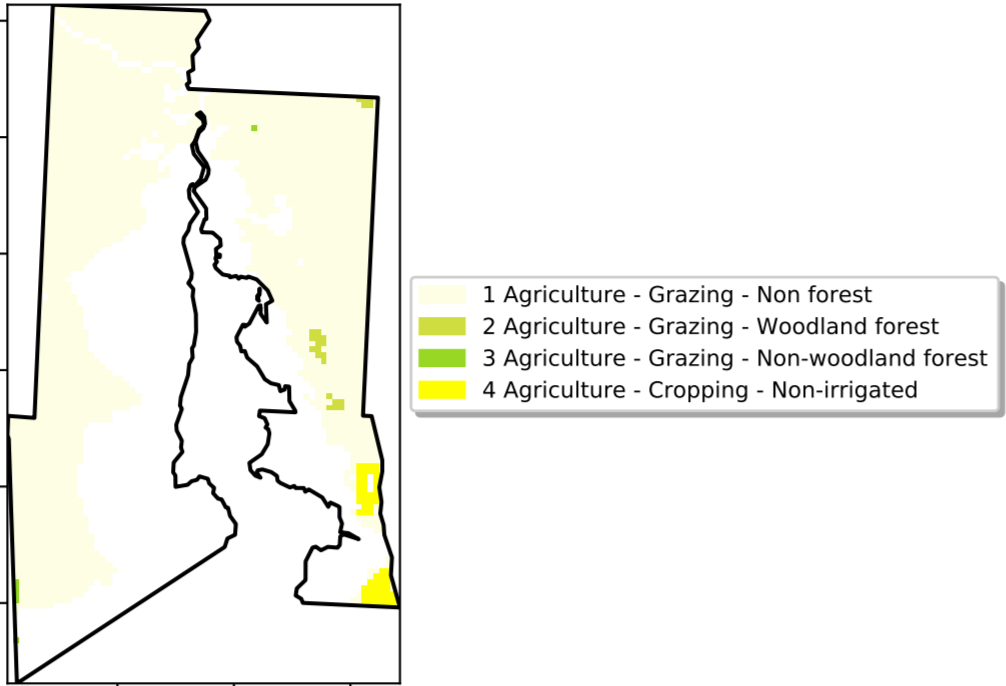 1 Agriculture - Grazing - Non forest
2 Agriculture - Grazing - Woodland forest
3 Agriculture - Grazing - Non-woodland forest
4 Agriculture - Cropping - Non-irrigated